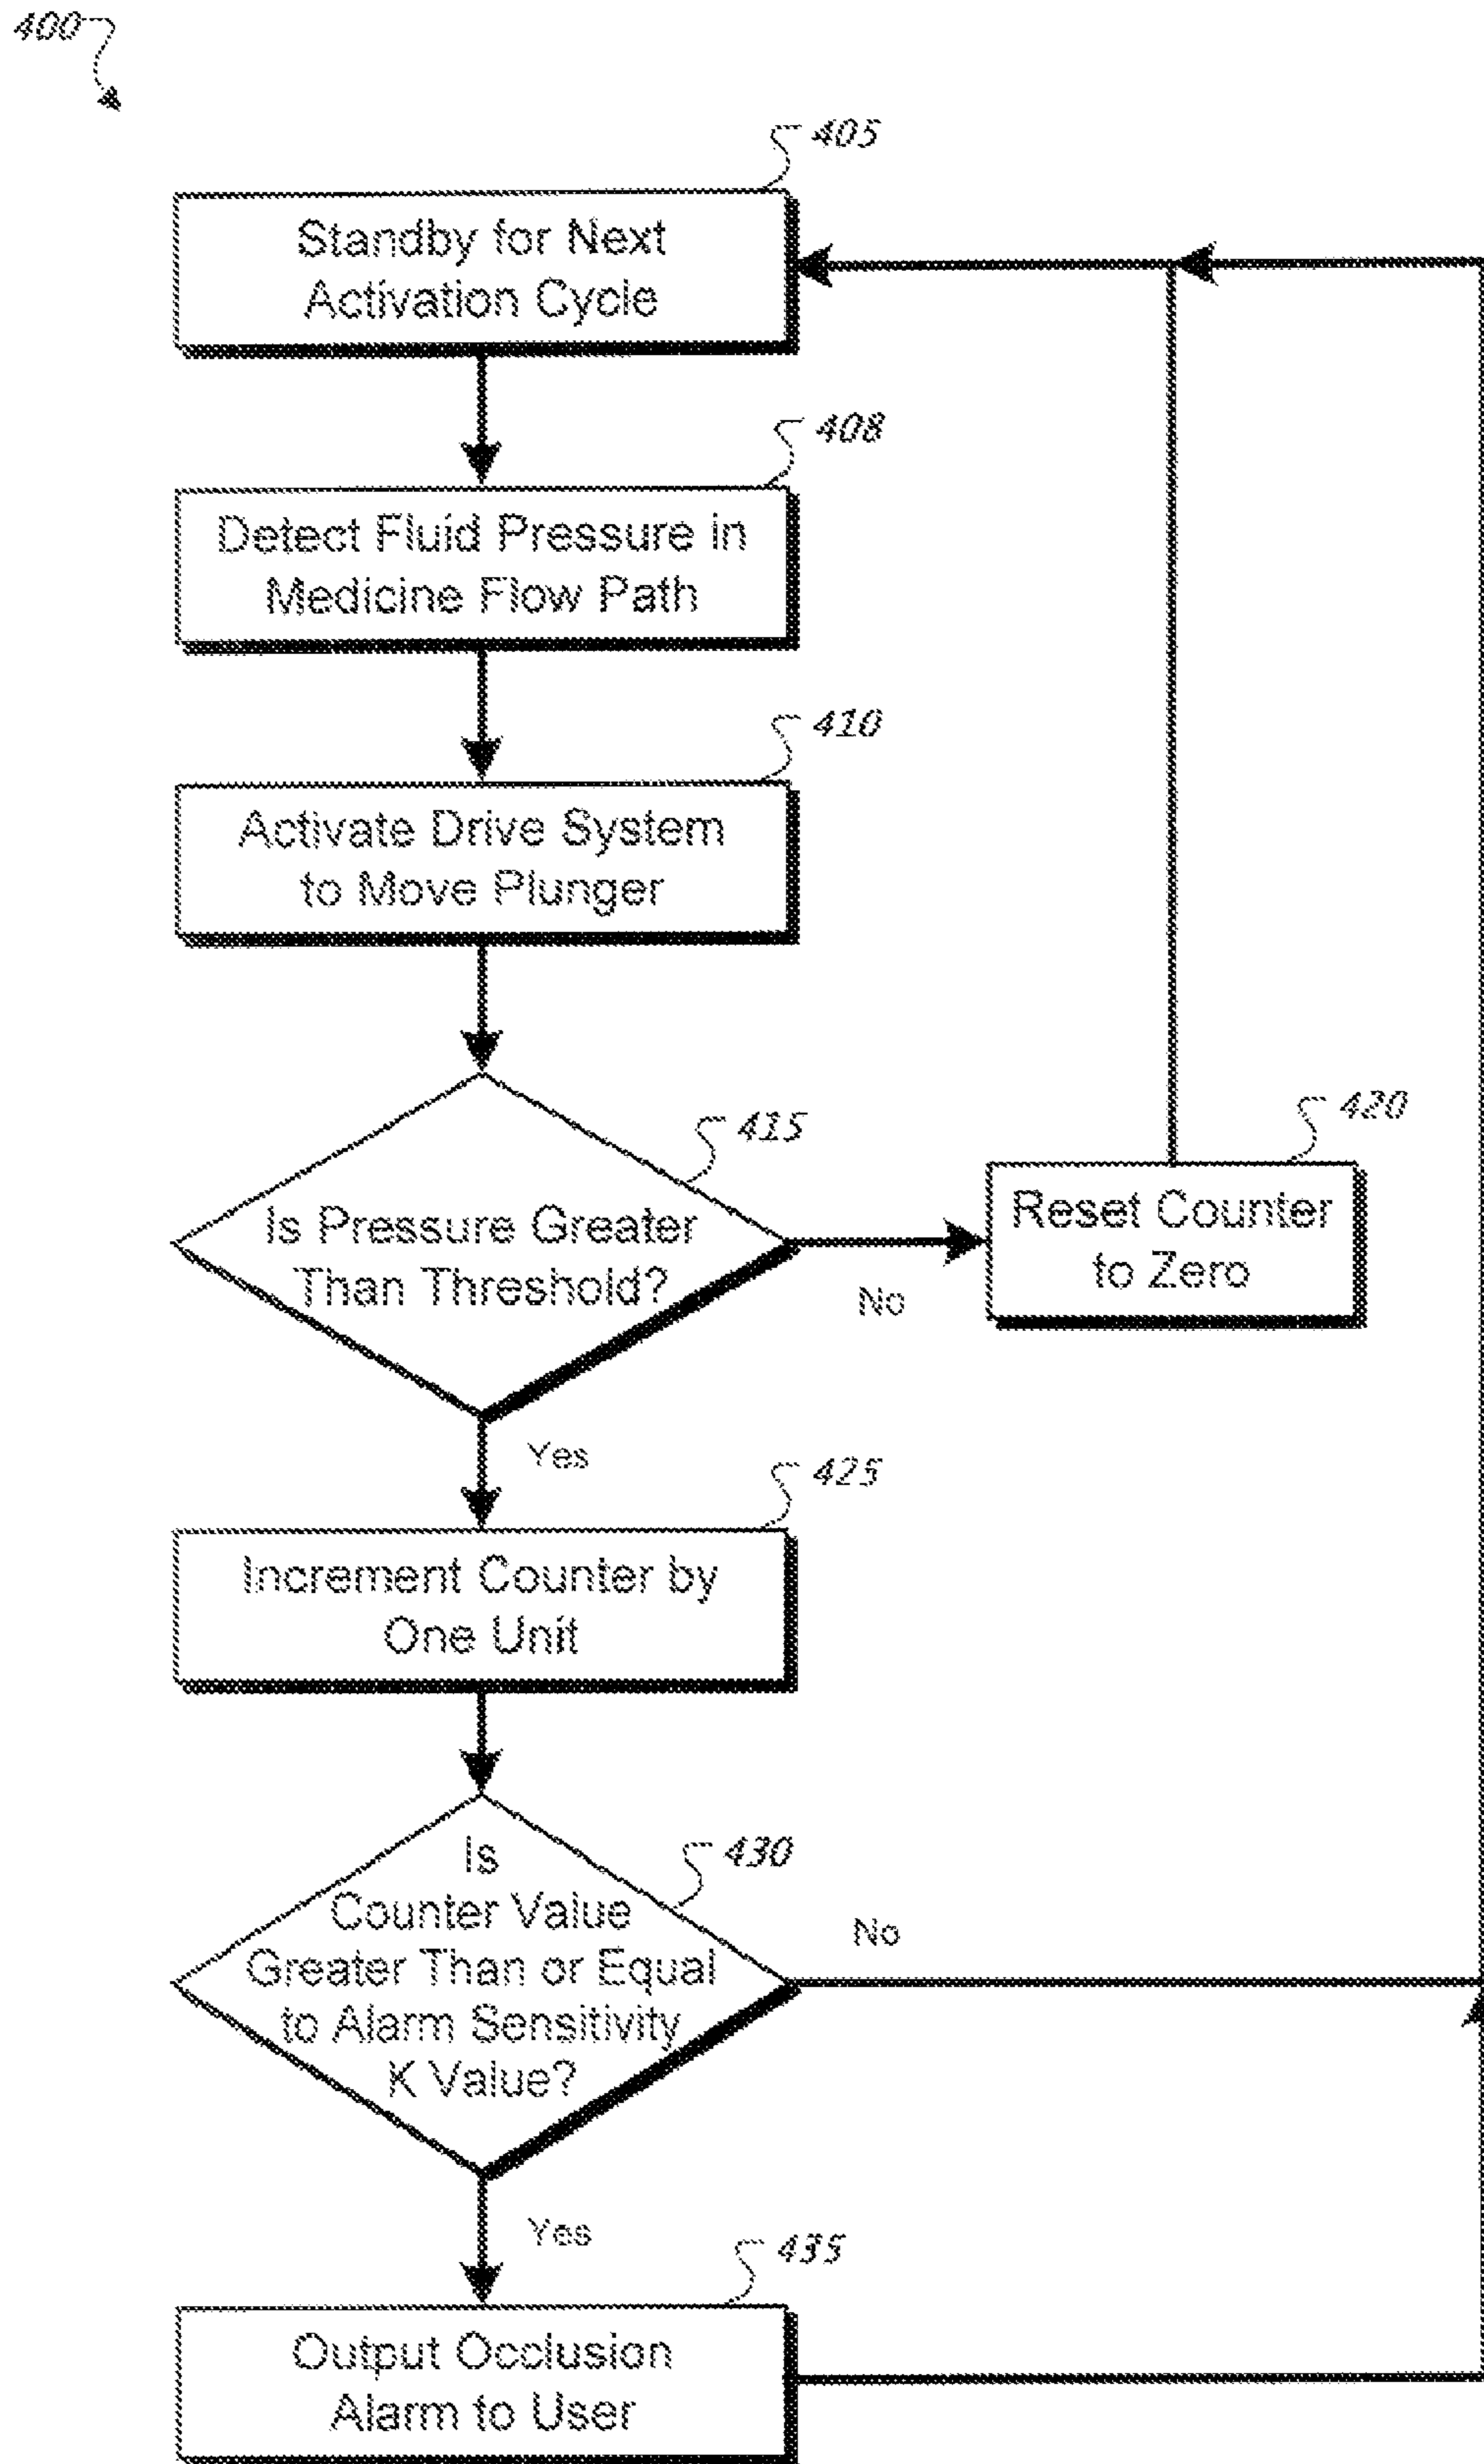 400
405
Standby for Next
Activation Cycle
408
Detect Fluid Pressure in
Medicine Flow Path
410
Activate Drive System
to Move Plunger
415
Is Pressure Greater
Than Threshold?
No
420
Reset Counter
to Zero
Yes
425
Increment Counter by
One Unit
430
Is
Counter Value
Greater Than or Equal
to Alarm Sensitivity
K Value?
No
Yes
435
Output Occlusion
Alarm to User